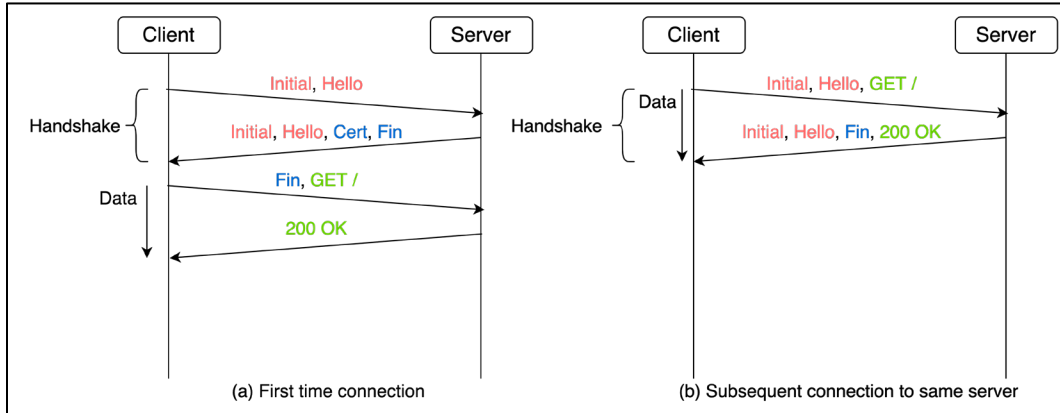 Client
Server
Initial, Hello
Handshake
Initial, Hello, Cert, Fin
Fin, GET /
Data
200 OK
(a) First time connection
Client
Server
Initial, Hello, GET /
Data
Handshake
Initial, Hello, Fin, 200 OK
(b) Subsequent connection to same server